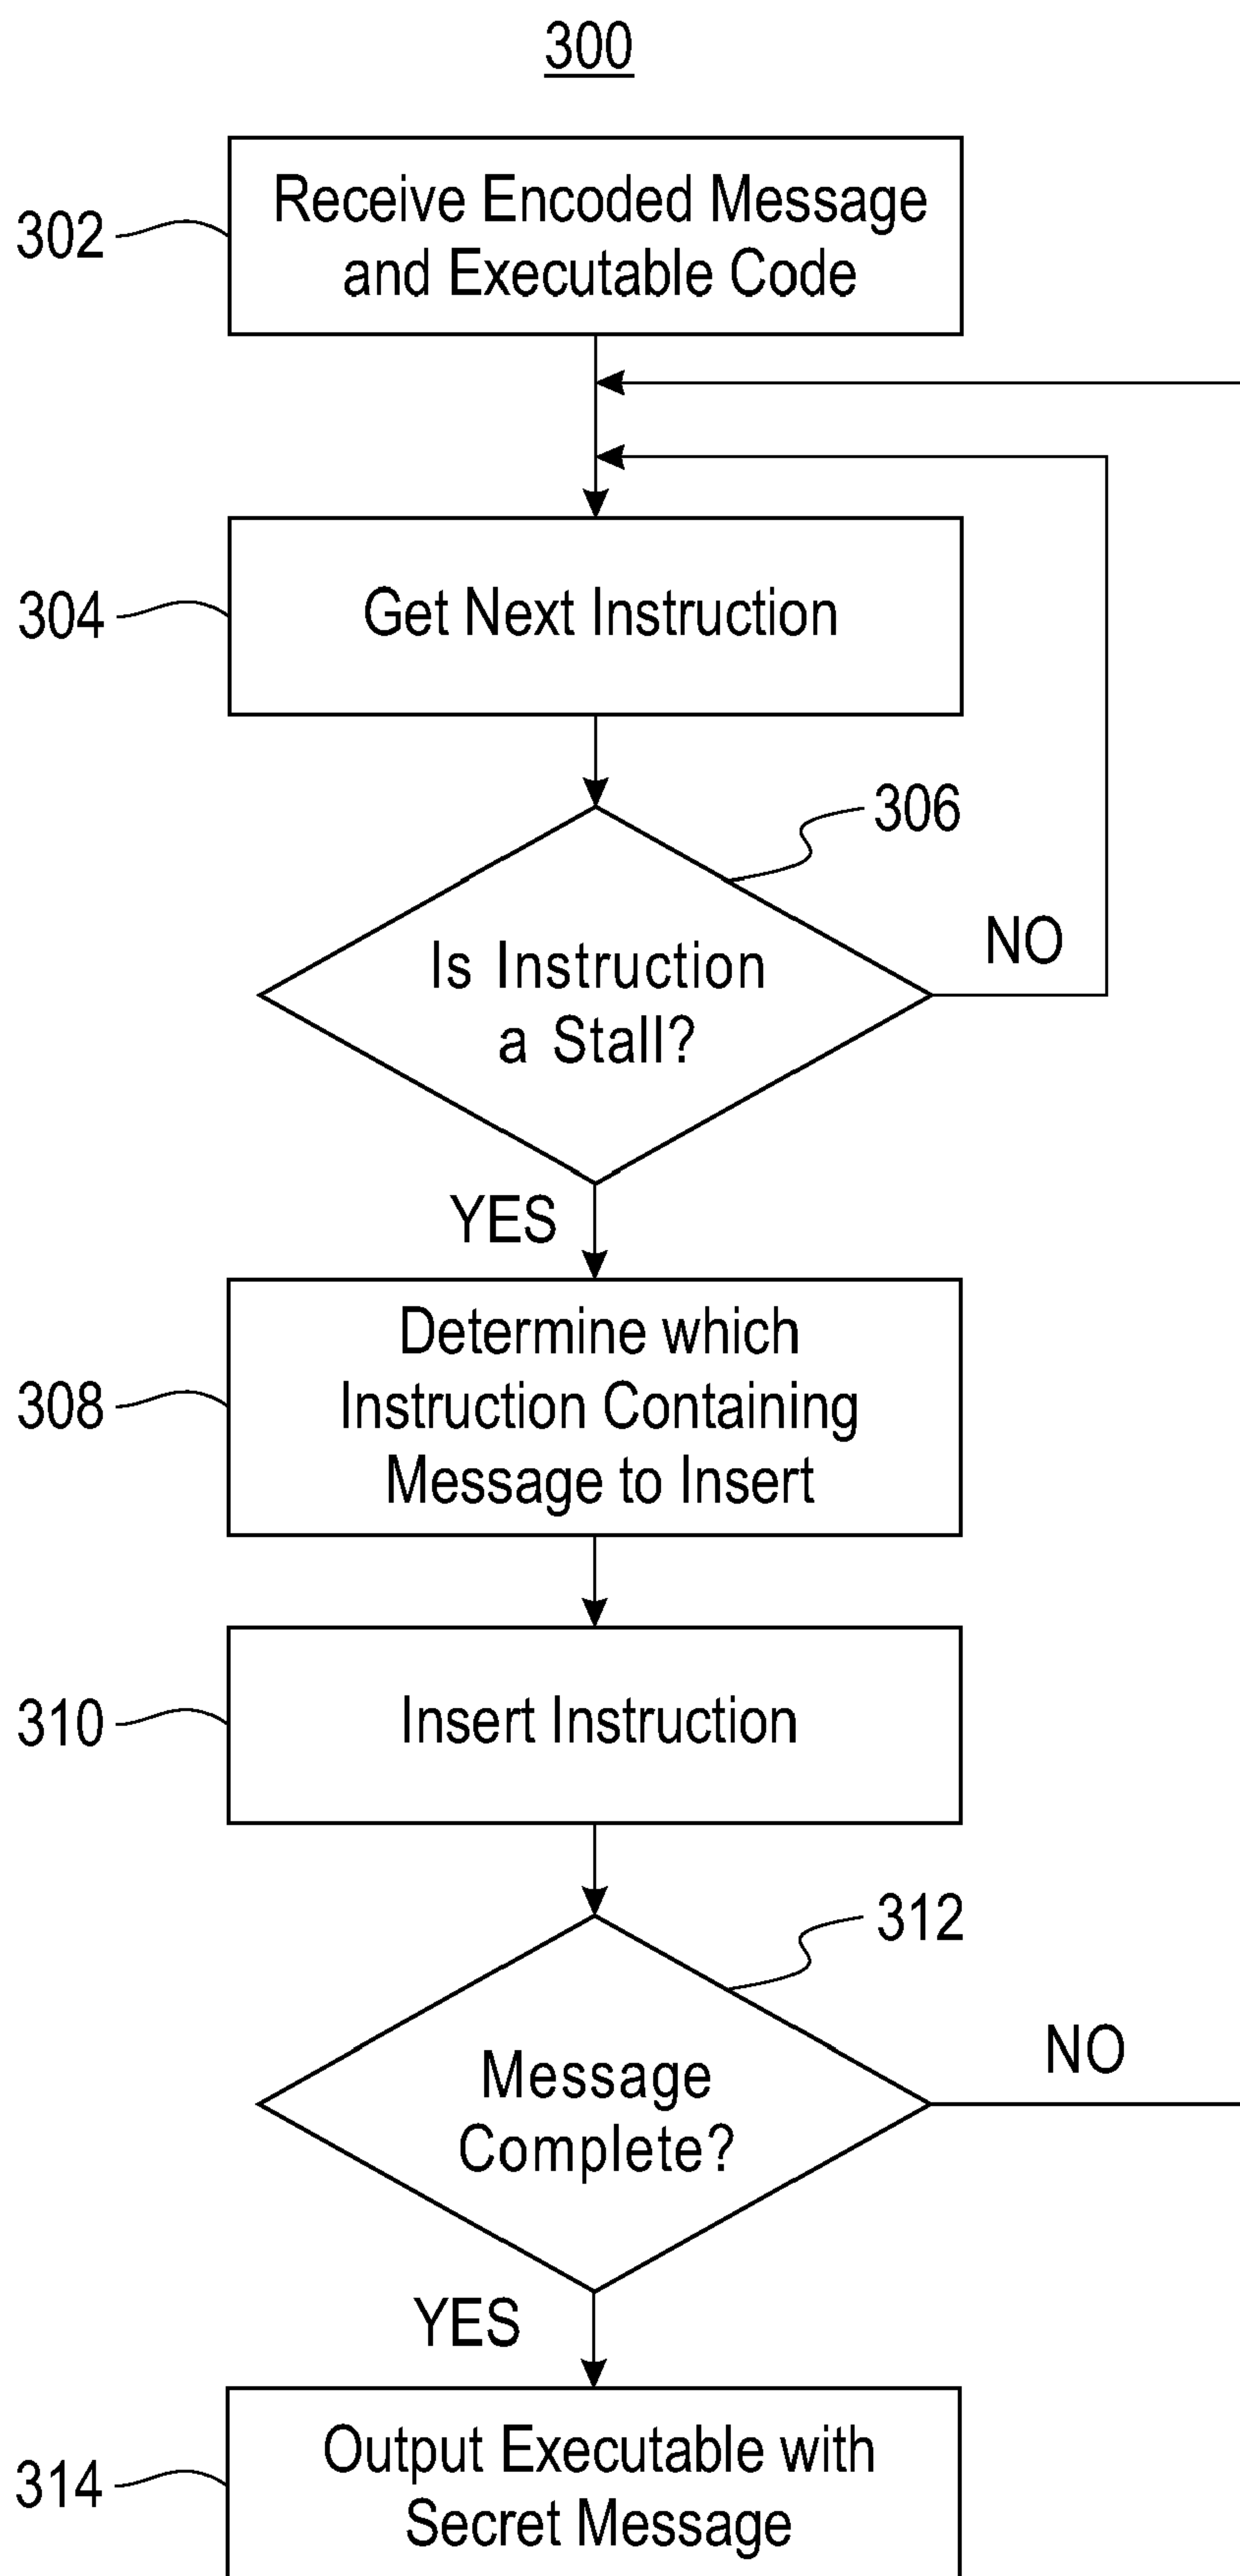 300
302
Receive Encoded Message
and Executable Code
304
Get Next Instruction
306
Is Instruction
a Stall?
NO
YES
308
Determine which
Instruction Containing
Message to Insert
310
Insert Instruction
312
Message
Complete?
NO
YES
314
Output Executable with
Secret Message